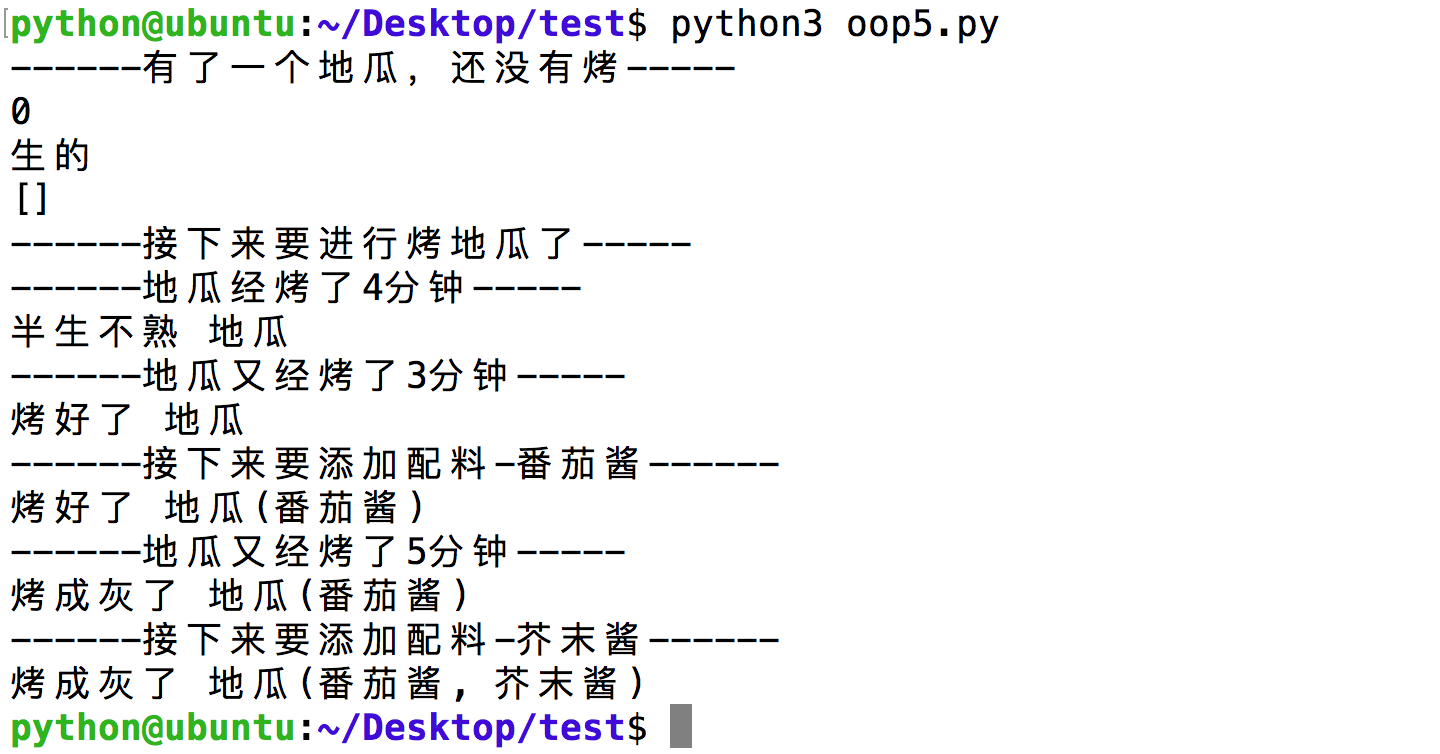 python@ubuntu:~/Desktop/test$ python3 oop5.py
------有了一个地瓜，还没有烤-----
0
生的
[]
------接下来要进行烤地瓜了-----
------地瓜经烤了4分钟-----
半生不熟 地瓜
------地瓜又经烤了3分钟-----
烤好了 地瓜
------接下来要添加配料-番茄酱------
烤好了 地瓜(番茄酱)
------地瓜又经烤了5分钟-----
烤成灰了 地瓜(番茄酱)
------接下来要添加配料-芥末酱------
烤成灰了 地瓜(番茄酱, 芥末酱)
python@ubuntu:~/Desktop/test$